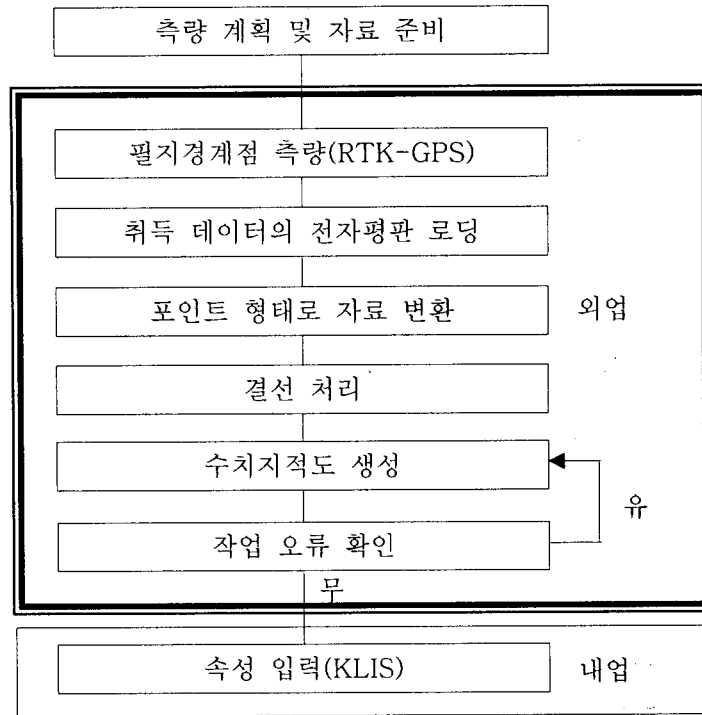 측량 계획 및 자료 준비
필지경계점 측량(RTK-GPS)
취득 데이터의 전자평판 로딩
포인트 형태로 자료 변환
외업
결선 처리
수치지적도 생성
유
작업 오류 확인
무
속성 입력(KLIS)
내업